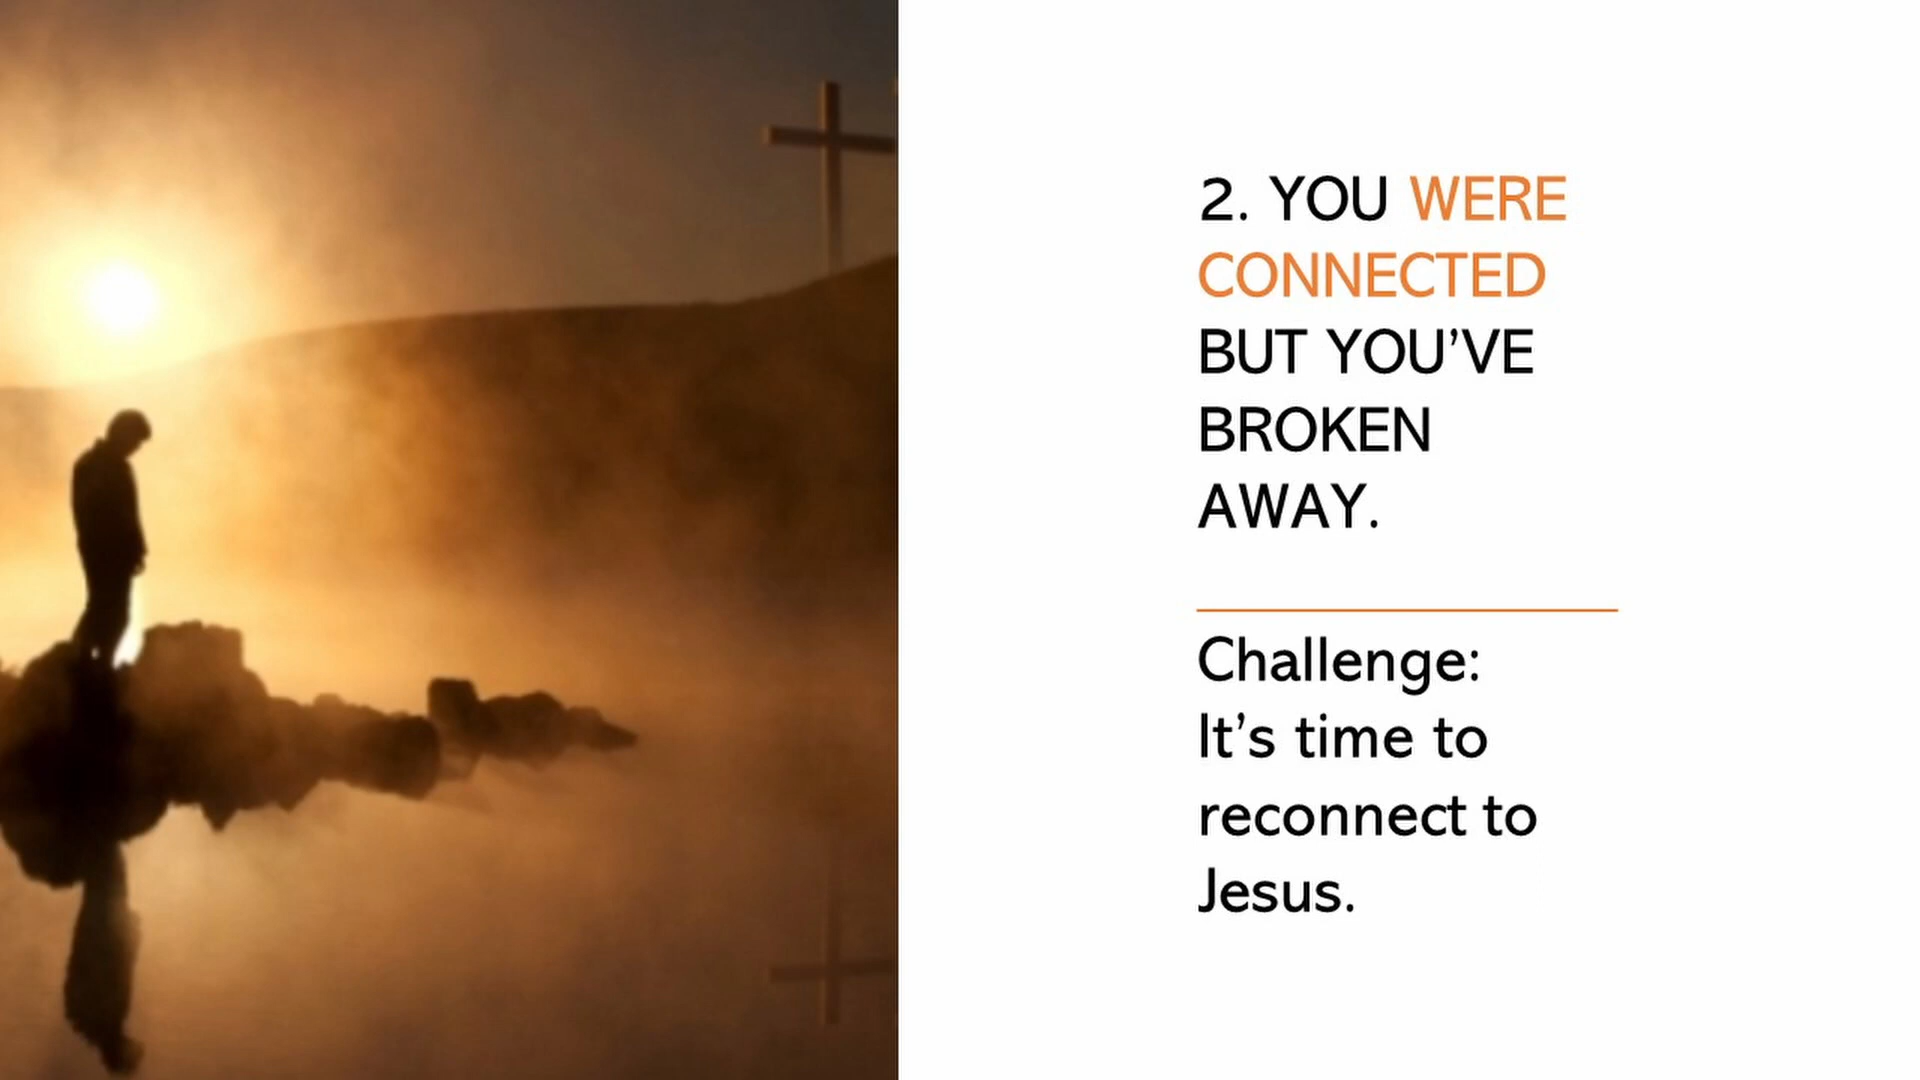 2. YOU WERE
CONNECTED
BUT YOU’VE
BROKEN
AWAY.
Challenge:
It’s time to
reconnect to
Jesus.